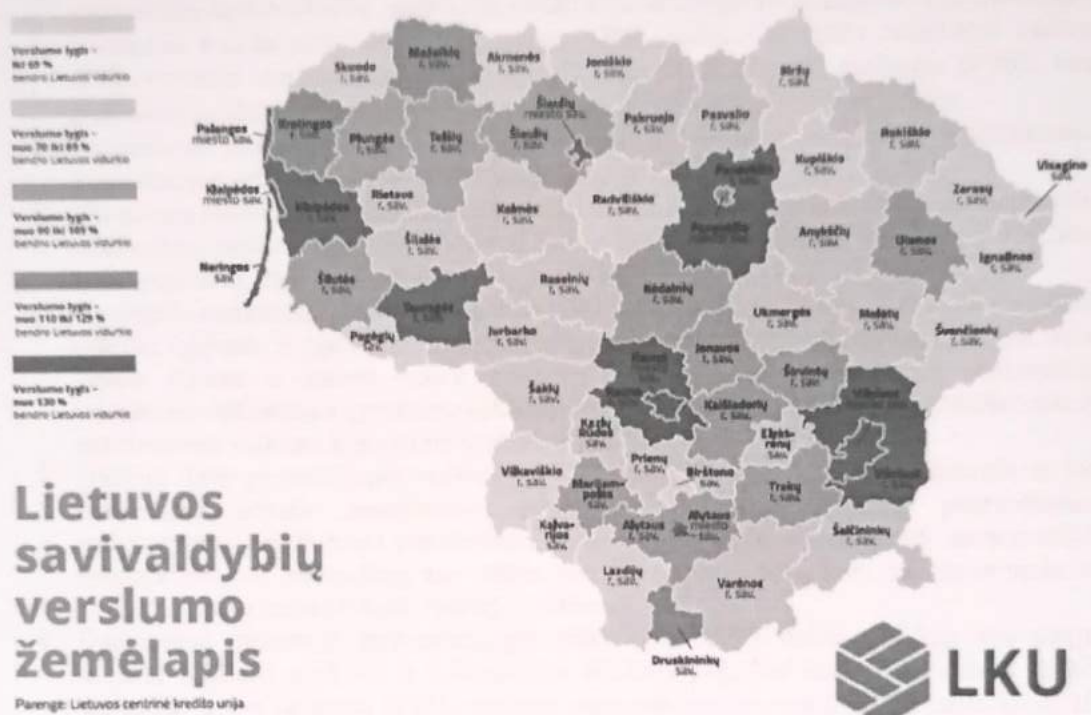 Verslumo lygis –
iki 69 %
bendro Lietuvos vidurkio
Verslumo lygis –
nuo 70 iki 89 %
bendro Lietuvos vidurkio
Verslumo lygis –
nuo 90 iki 109 %
bendro Lietuvos vidurkio
Verslumo lygis –
nuo 110 iki 129 %
bendro Lietuvos vidurkio
Verslumo lygis –
nuo 130 %
bendro Lietuvos vidurkio
Skuodo
r. sav.
Mažeikių
r. sav.
Akmenės
r. sav.
Joniškio
r. sav.
Biržų
r. sav.
Palangos
miesto sav.
Kretingos
r. sav.
Plungės
r. sav.
Telšių
r. sav.
Šiaulių
miesto sav.
Šiaulių
r. sav.
Pakruojo
r. sav.
Pasvalio
r. sav.
Rokiškio
r. sav.
Kupiškio
r. sav.
Visagino
sav.
Zarasų
r. sav.
Klaipėdos
miesto sav.
Klaipėdos
r. sav.
Rietavo
sav.
Kelmės
r. sav.
Radviliškio
r. sav.
Panevėžio
Panevėžio
Anykščių
r. sav.
Utenos
r. sav.
Ignalinos
r. sav.
Neringos
sav.
Šilalės
r. sav.
Šilutės
r. sav.
Tauragės
r. sav.
Raseinių
r. sav.
Kėdainių
r. sav.
Ukmergės
r. sav.
Molėtų
r. sav.
Švenčionių
r. sav.
Pagėgių
sav.
Jurbarko
r. sav.
Jonavos
r. sav.
Širvintų
r. sav.
Kauno
Kauno
Vilniaus
Šakių
r. sav.
Kaišiadorių
r. sav.
Kazlų
Rūdos
sav.
Elektrėnų
sav.
Prienų
r. sav.
Birštono
sav.
Vilniaus
Vilkaviškio
r. sav.
Marijampolės
sav.
Trakų
r. sav.
Kalvarijos
sav.
Alytaus
r. sav.
Alytaus
miesto
sav.
Šalčininkų
r. sav.
Lazdijų
r. sav.
Varėnos
r. sav.
Druskininkų
sav.
Lietuvos
savivaldybių
verslumo
žemėlapis
Parengė: Lietuvos centrinė kredito unija
LKU